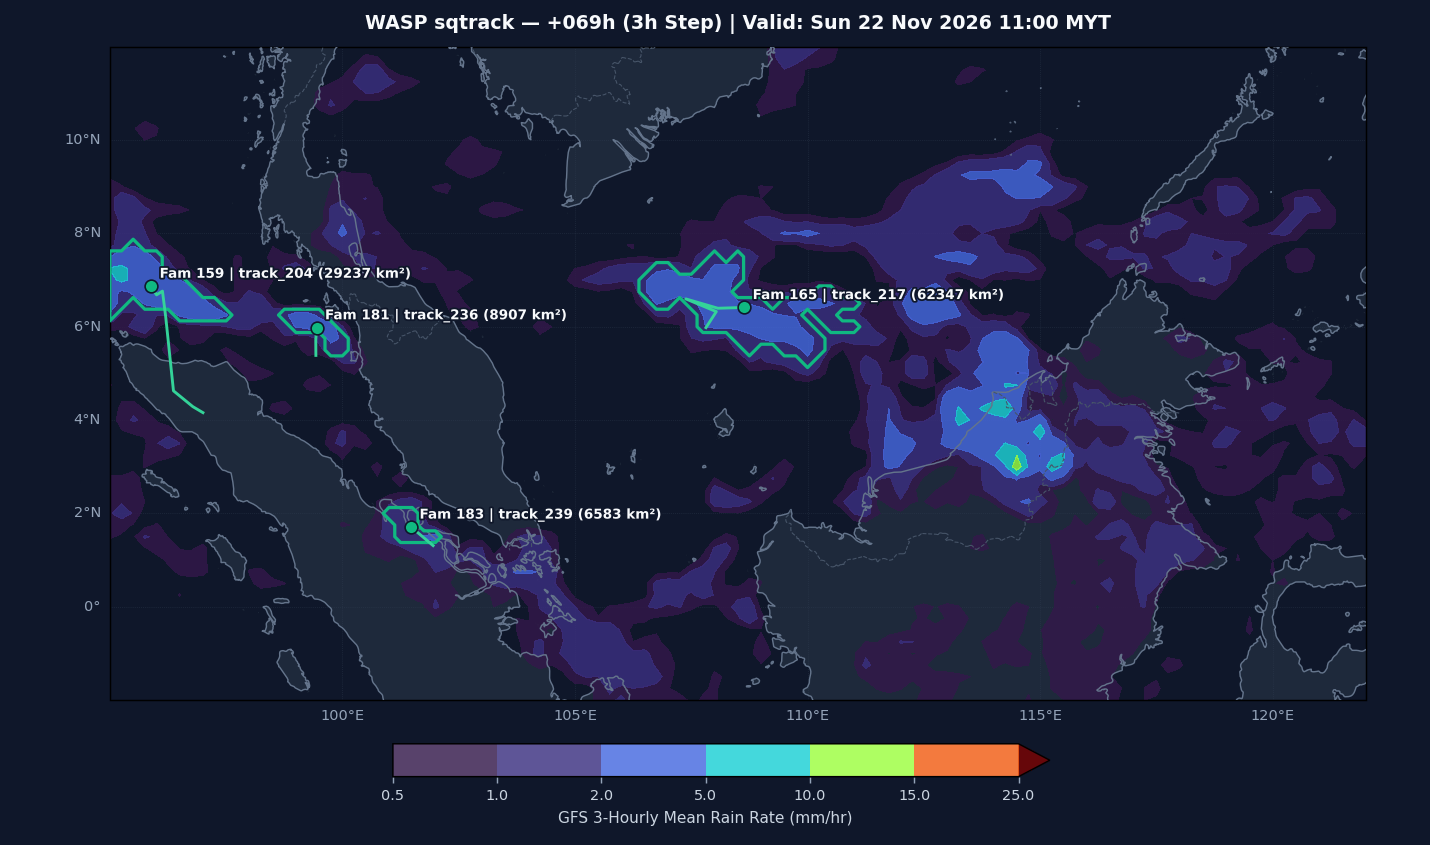 WASP sqtrack — +069h (3h Step) | Valid: Sun 22 Nov 2026 11:00 MYT
10°N
8°N
6°N
4°N
2°N
0°
Fam 159 | track_204 (29237 km²)
Fam 165 | track_217 (62347 km²)
Fam 181 | track_236 (8907 km²)
Fam 183 | track_239 (6583 km²)
100°E
105°E
110°E
115°E
120°E
0.5
1.0
2.0
5.0
10.0
15.0
25.0
GFS 3-Hourly Mean Rain Rate (mm/hr)